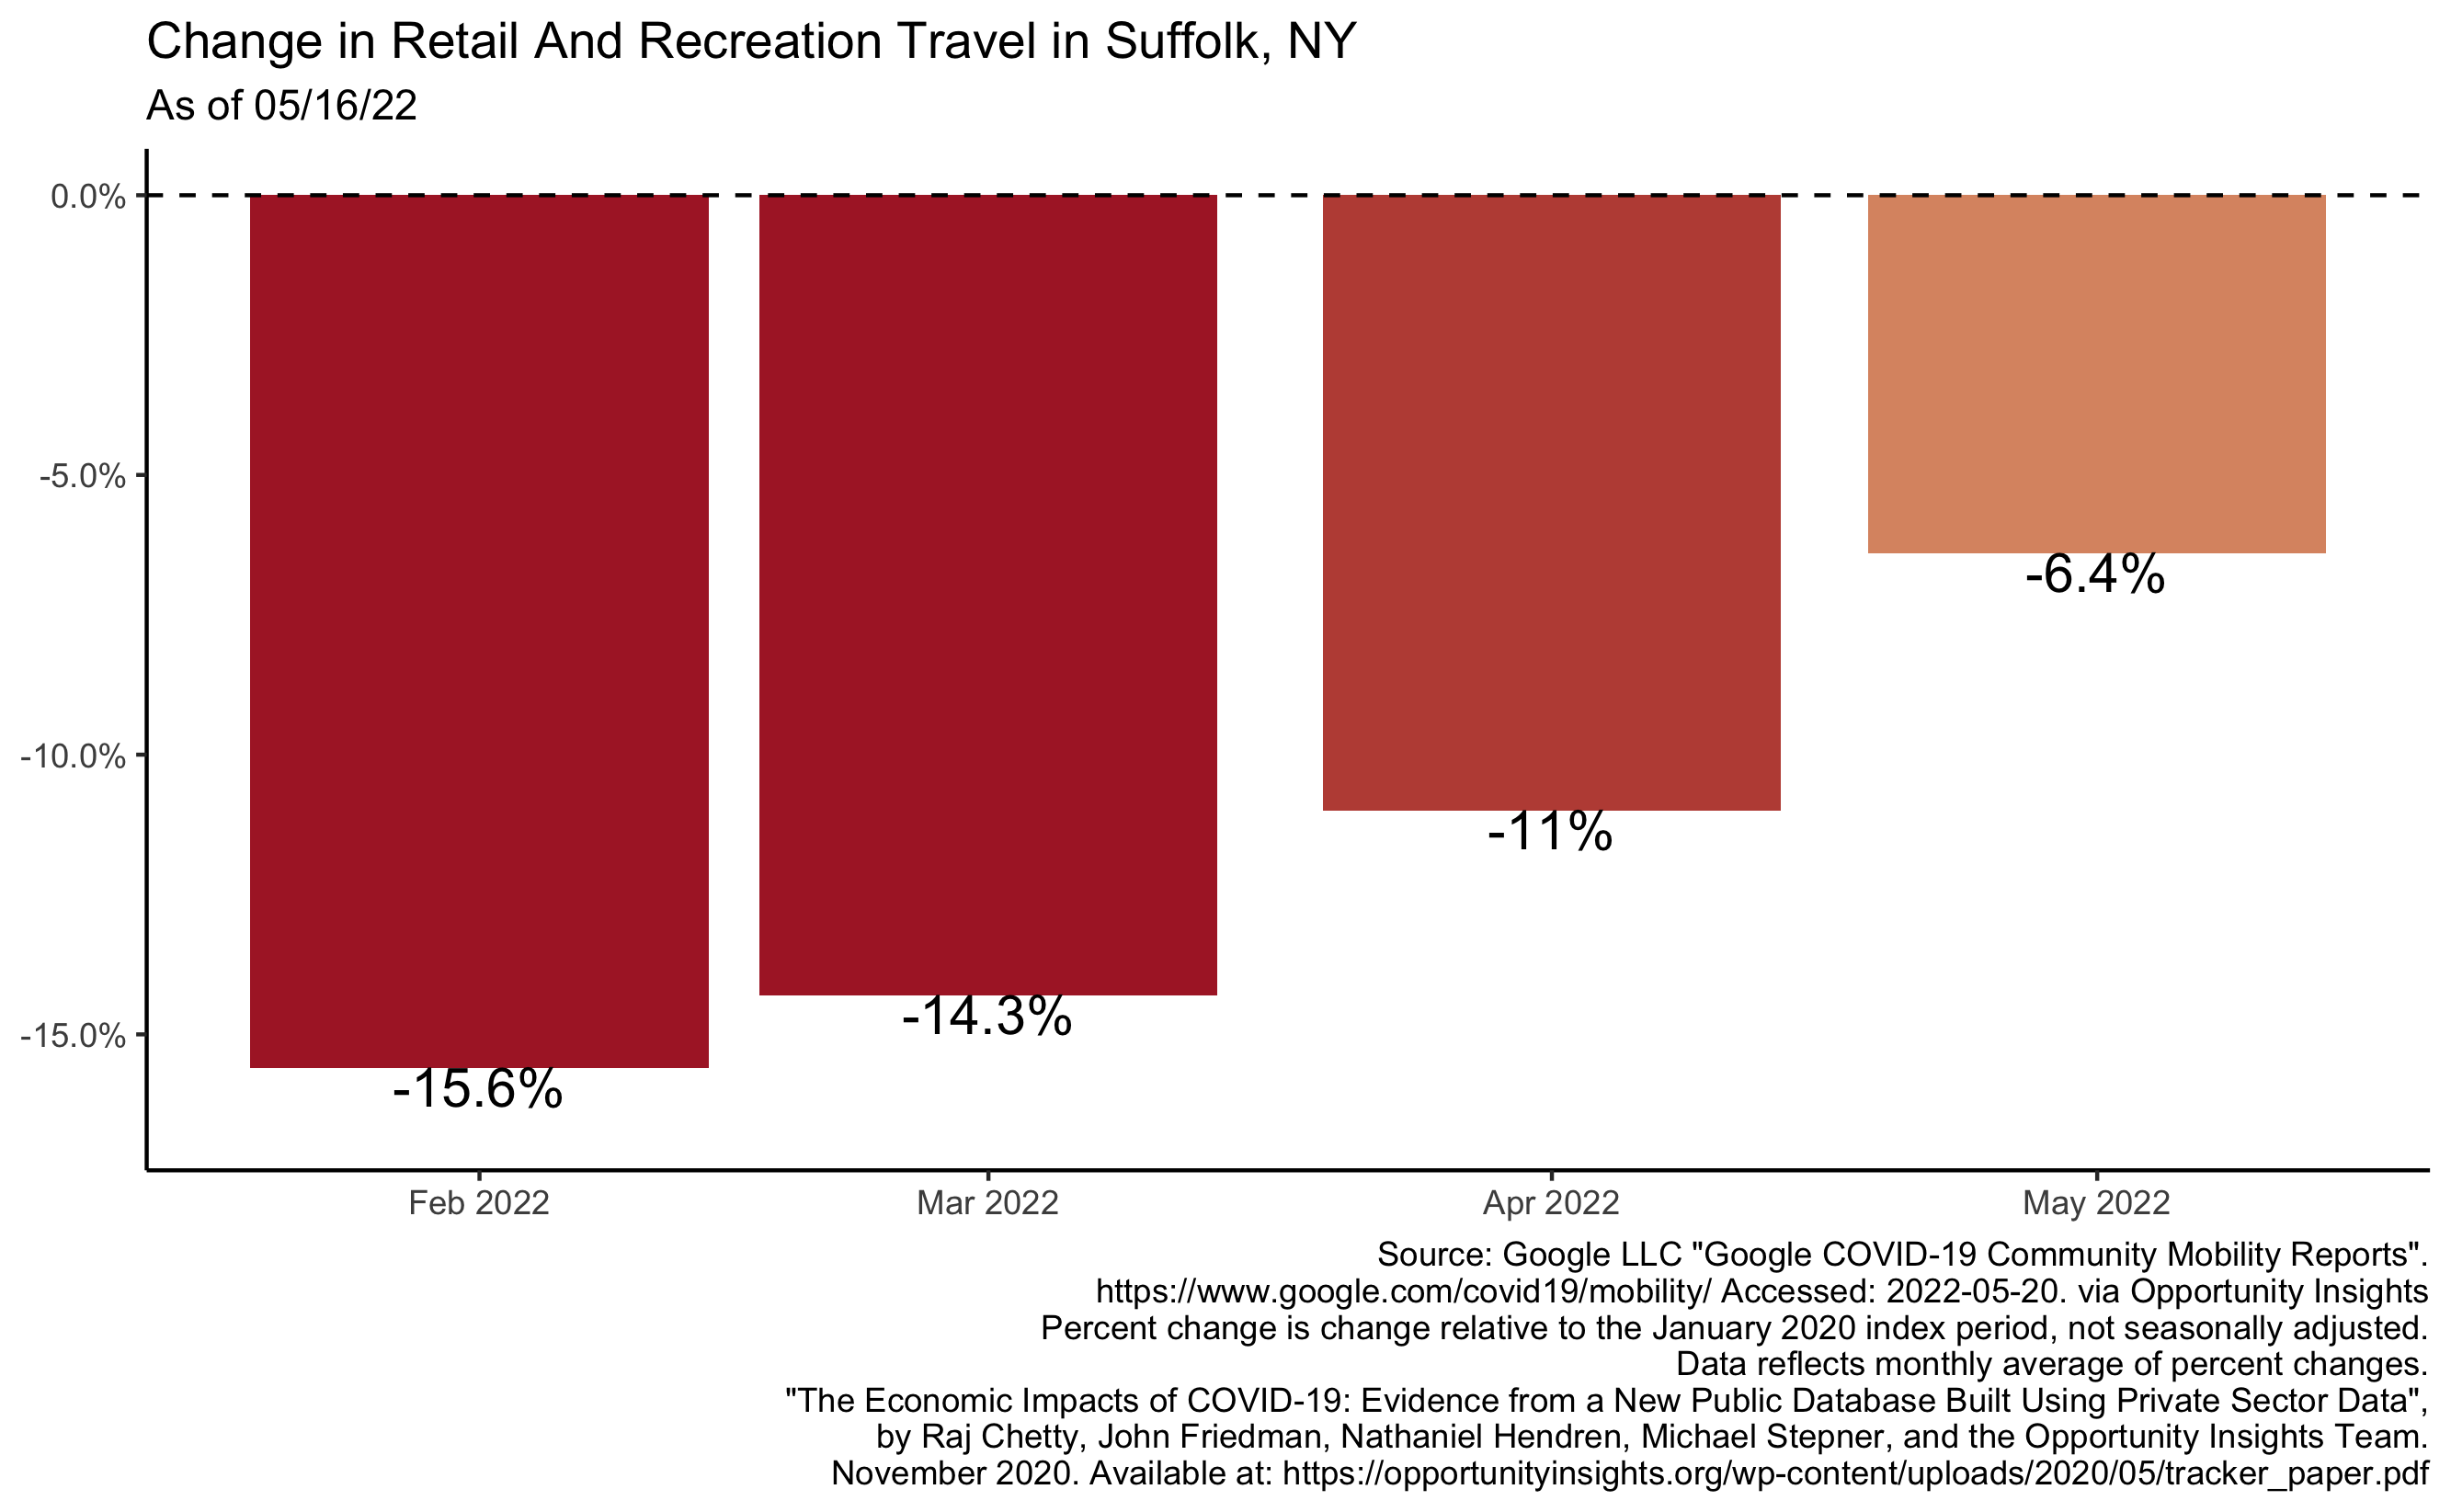 Change in Retail And Recreation Travel in Suffolk, NY
As of 05/16/22
0.0%
-5.0%
-10.0%
-15.0%
-15.6%
-14.3%
-11%
-6.4%
Feb 2022
Mar 2022
Apr 2022
May 2022
Source: Google LLC "Google COVID-19 Community Mobility Reports".
https://www.google.com/covid19/mobility/ Accessed: 2022-05-20. via Opportunity Insights
Percent change is change relative to the January 2020 index period, not seasonally adjusted.
Data reflects monthly average of percent changes.
"The Economic Impacts of COVID-19: Evidence from a New Public Database Built Using Private Sector Data",
by Raj Chetty, John Friedman, Nathaniel Hendren, Michael Stepner, and the Opportunity Insights Team.
November 2020. Available at: https://opportunityinsights.org/wp-content/uploads/2020/05/tracker_paper.pdf